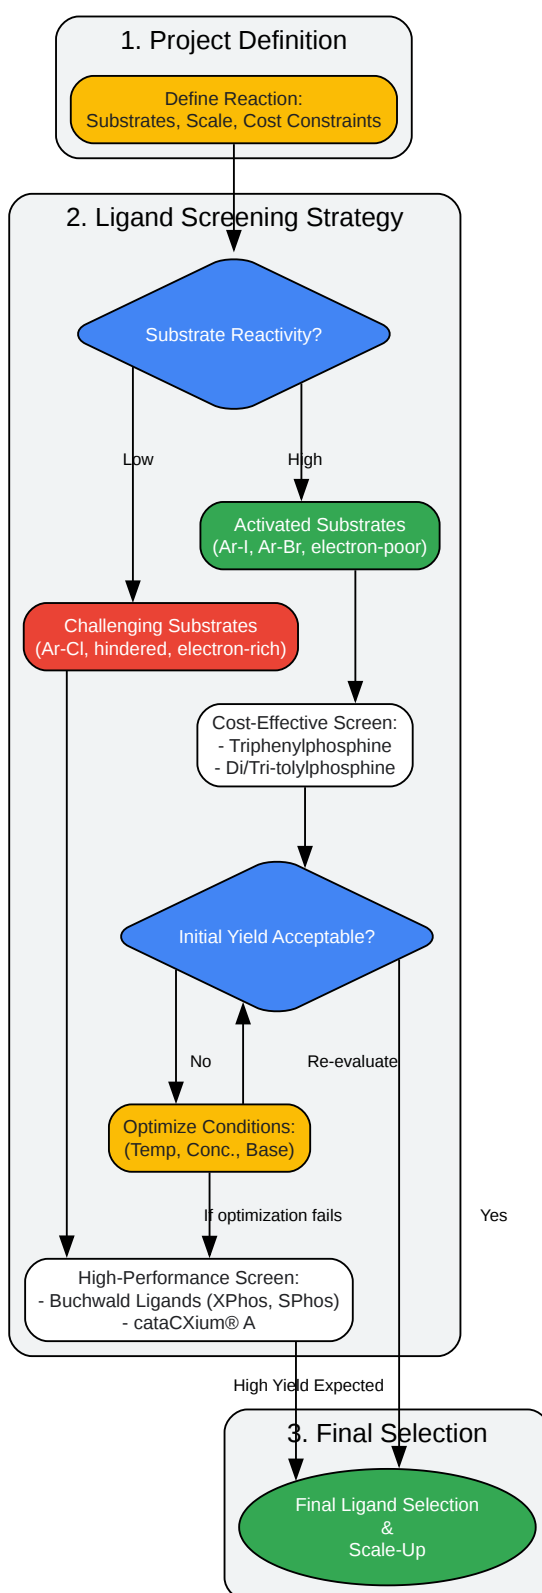 1. Project Definition
Define Reaction:
Substrates, Scale, Cost Constraints
2. Ligand Screening Strategy
Substrate Reactivity?
Low
High
Activated Substrates
(Ar-I, Ar-Br, electron-poor)
Challenging Substrates
(Ar-Cl, hindered, electron-rich)
Cost-Effective Screen:
- Triphenylphosphine
- Di/Tri-tolylphosphine
Initial Yield Acceptable?
No
Re-evaluate
Optimize Conditions:
(Temp, Conc., Base)
If optimization fails
Yes
High-Performance Screen:
- Buchwald Ligands (XPhos, SPhos)
- cataCXium® A
High Yield Expected
3. Final Selection
Final Ligand Selection
&
Scale-Up